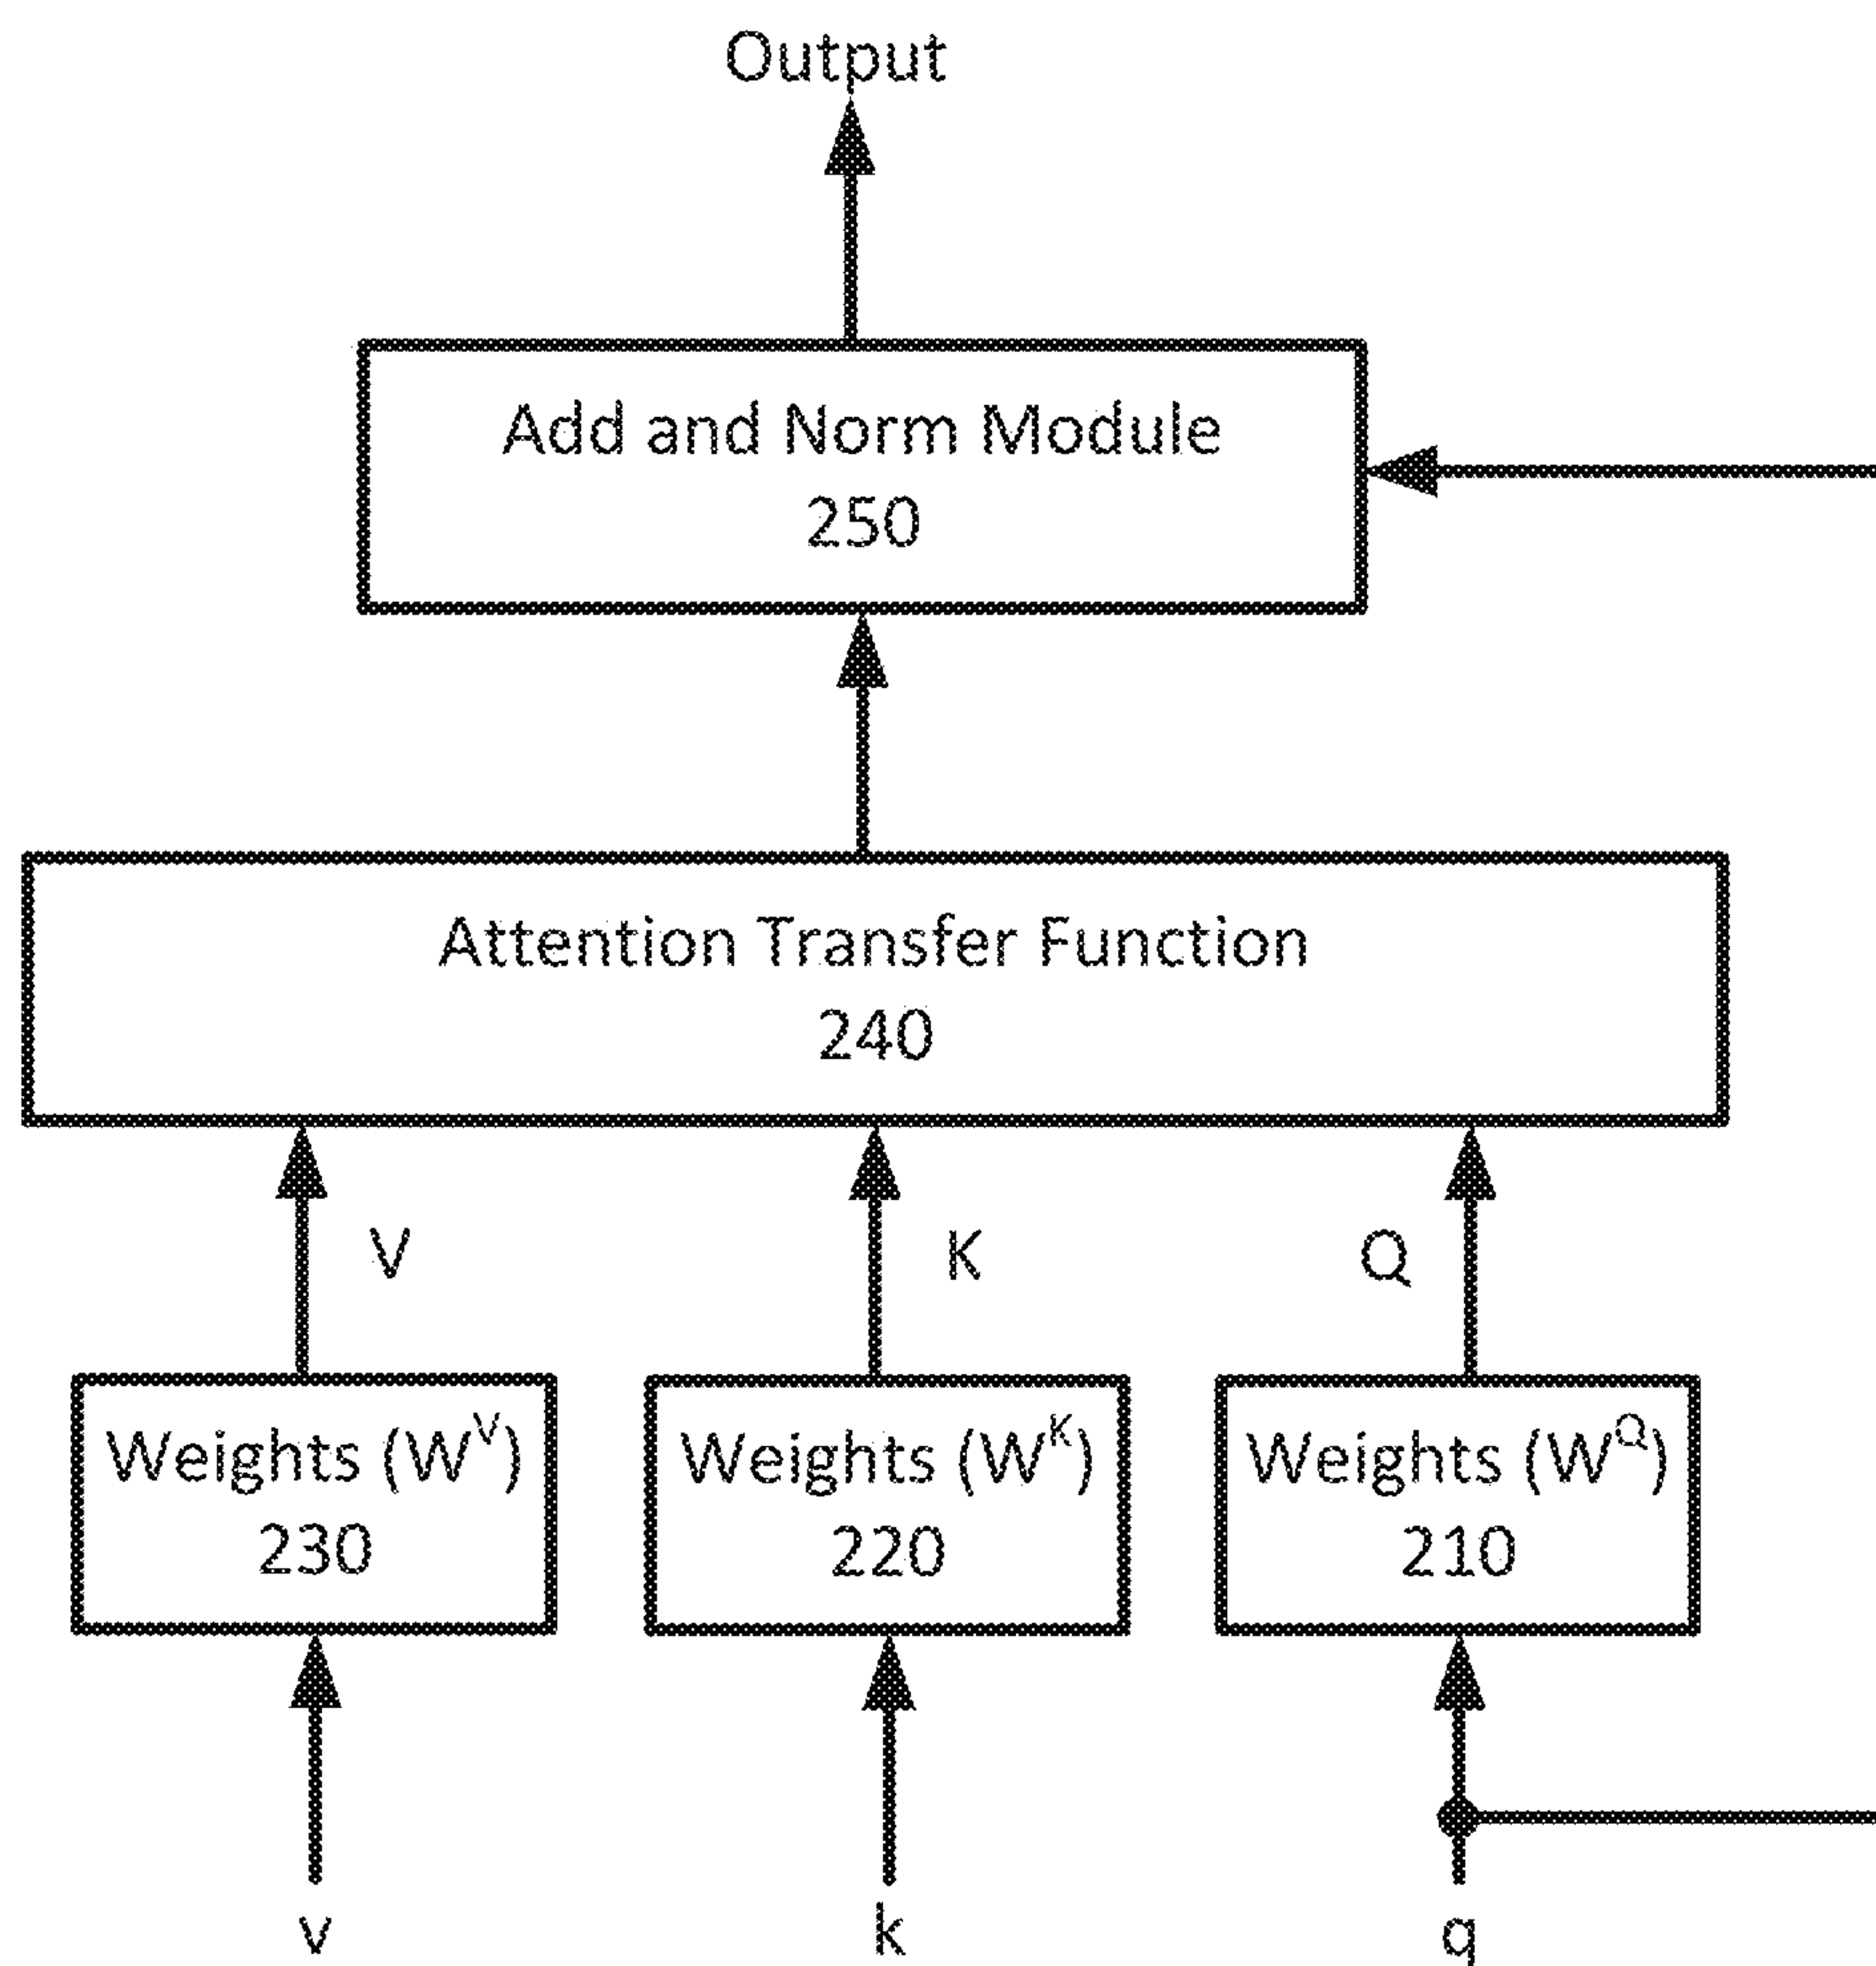 Output
Add and Norm Module
250
Attention Transfer Function
240
V
K
Q
Weights (W^V)
230
Weights (W^K)
220
Weights (W^Q)
210
v
k
q